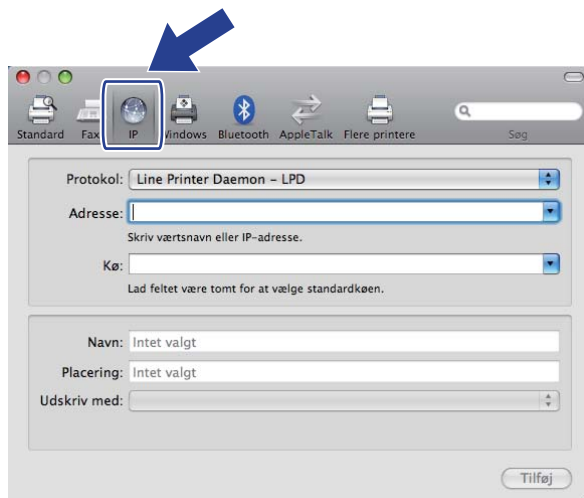 Standard Fax IP Windows Bluetooth AppleTalk Flere printere Søg
Protokol: Line Printer Daemon – LPD
Adresse:
Skriv værtsnavn eller IP-adresse.
Kø:
Lad feltet være tomt for at vælge standardkøen.
Navn: Intet valgt
Placering: Intet valgt
Udskriv med:
Tilføj